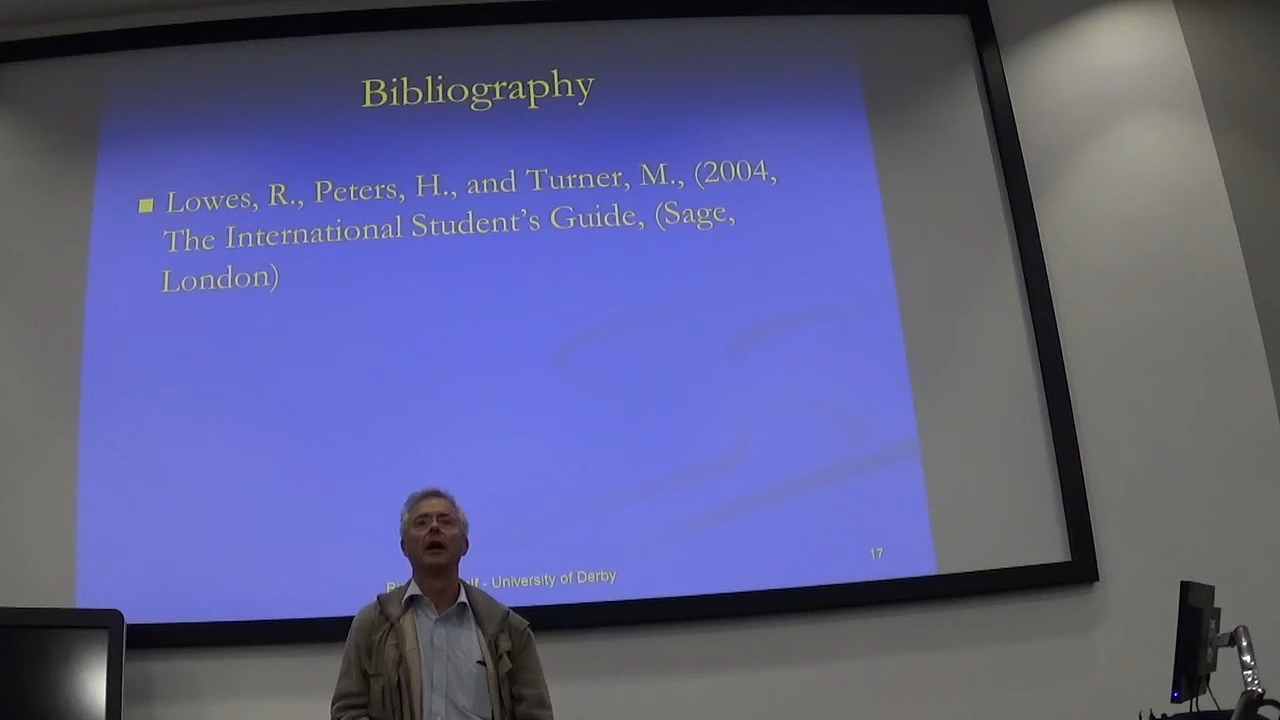 Bibliography
■ Lowes, R., Peters, H., and Turner, M., (2004,
The International Student's Guide, (Sage,
London)
17
- University of Derby